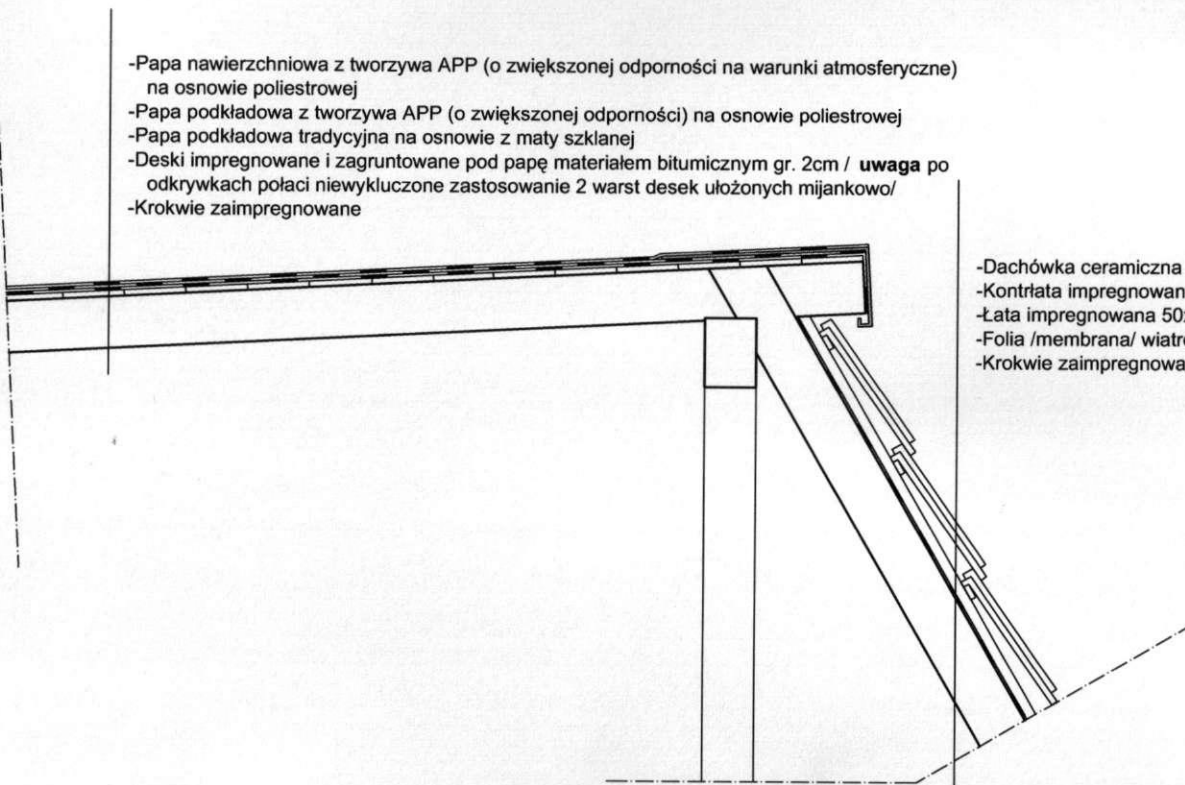 -Papa nawierzchniowa z tworzywa APP (o zwiększonej odporności na warunki atmosferyczne)
na osnowie poliestrowej
-Papa podkładowa z tworzywa APP (o zwiększonej odporności) na osnowie poliestrowej
-Papa podkładowa tradycyjna na osnowie z maty szklanej
-Deski impregnowane i zagruntowane pod papę materiałem bitumicznym gr. 2cm / uwaga po
odkrywkach połaci niewykluczone zastosowanie 2 warst desek ułożonych mijankowo/
-Krokwie zaimpregnowane
-Dachówka ceramiczna
-Kontrłata impregnowan
-Łata impregnowana 50
-Folia /membrana/ wiatr
-Krokwie zaimpregnowa